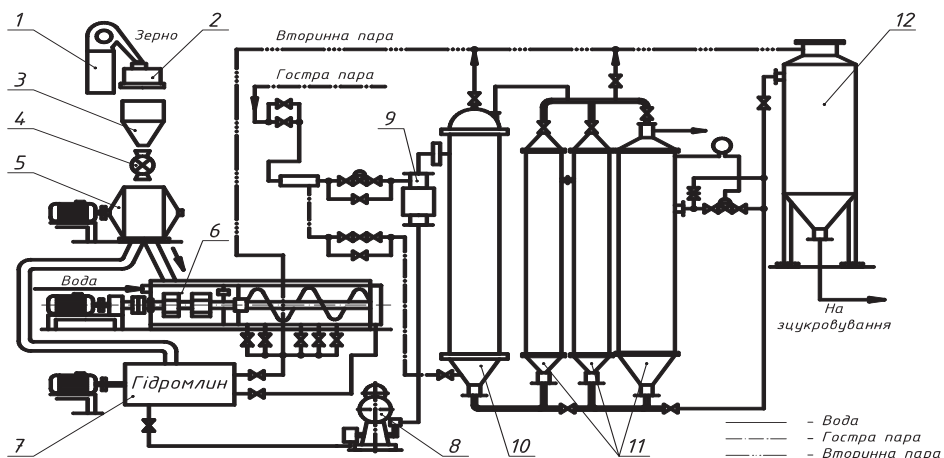 1
2
Зерно
Вторинна пара
12
3
Гостра пара
4
9
5
6
Вода
На
зцукровування
Гідромлин
7
8
10
11
– Вода
– Гостра пара
– Вторинна пара